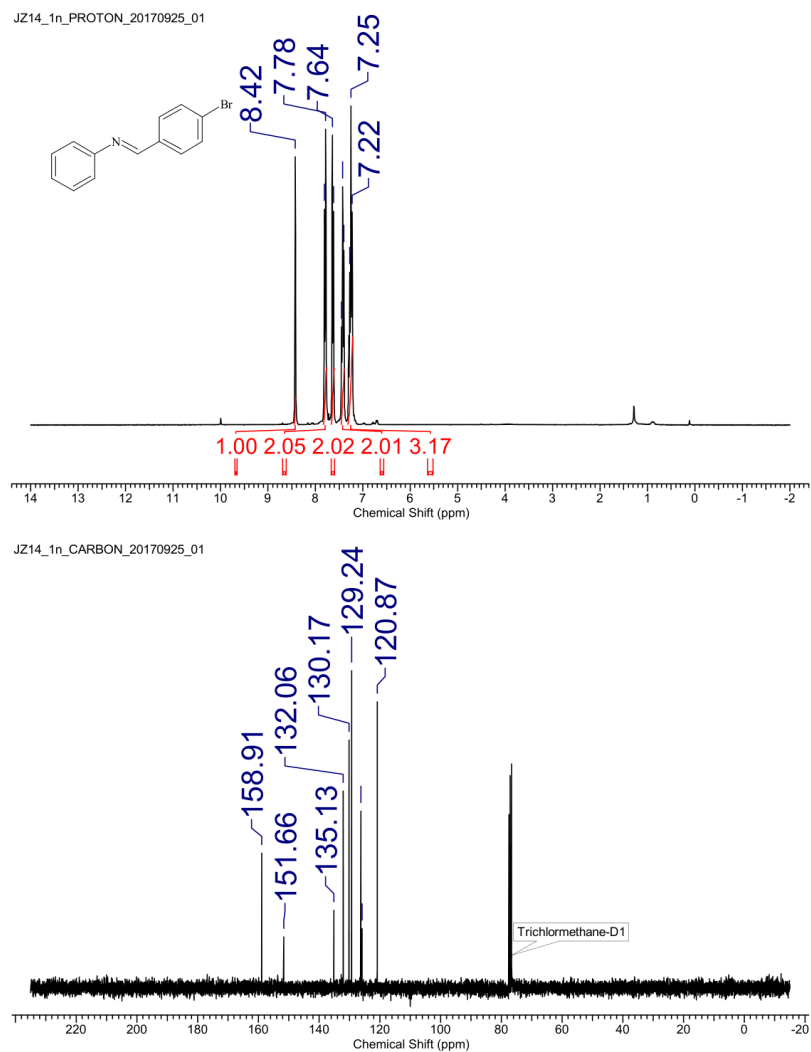 JZ14_1n_PROTON_20170925_01
8.42
7.78
7.64
7.25
7.22
Br
N
1.00 2.05 2.02 2.01 3.17
14 13 12 11 10 9 8 7 6 5 4 3 2 1 0 -1 -2
Chemical Shift (ppm)
JZ14_1n_CARBON_20170925_01
158.91
151.66
135.13
132.06
130.17
129.24
120.87
Trichlormethane-D1
220 200 180 160 140 120 100 80 60 40 20 0 -20
Chemical Shift (ppm)